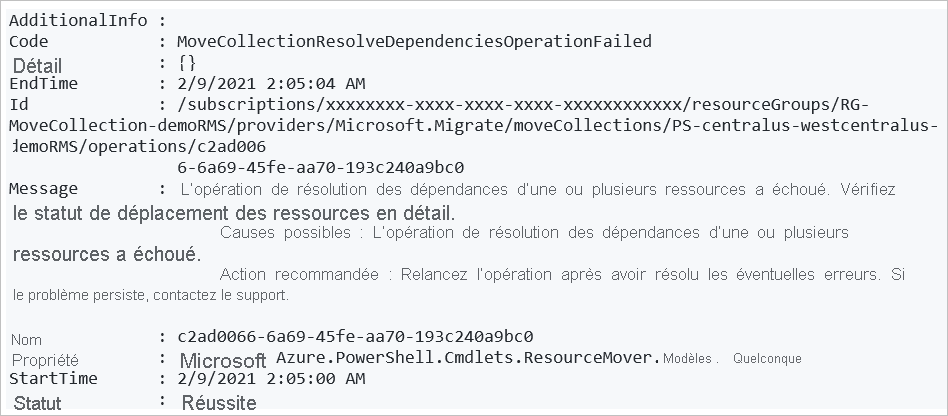 AdditionalInfo :
Code : MoveCollectionResolveDependenciesOperationFailed
Détail : {}
EndTime : 2/9/2021 2:05:04 AM
Id : /subscriptions/xxxxxxxx-xxxx-xxxx-xxxx-xxxxxxxxxxxx/resourceGroups/RG-
MoveCollection-demoRMS/providers/Microsoft.Migrate/moveCollections/PS-centralus-westcentralus-
demoRMS/operations/c2ad006
6-6a69-45fe-aa70-193c240a9bc0
Message : L'opération de résolution des dépendances d'une ou plusieurs ressources a échoué. Vérifiez
le statut de déplacement des ressources en détail.
Causes possibles : L'opération de résolution des dépendances d'une ou plusieurs
ressources a échoué.
Action recommandée : Relancez l'opération après avoir résolu les éventuelles erreurs. Si
le problème persiste, contactez le support.
Nom : c2ad0066-6a69-45fe-aa70-193c240a9bc0
Propriété : Microsoft Azure.PowerShell.Cmdlets.ResourceMover. Modèles . Quelconque
StartTime : 2/9/2021 2:05:00 AM
Statut : Réussite